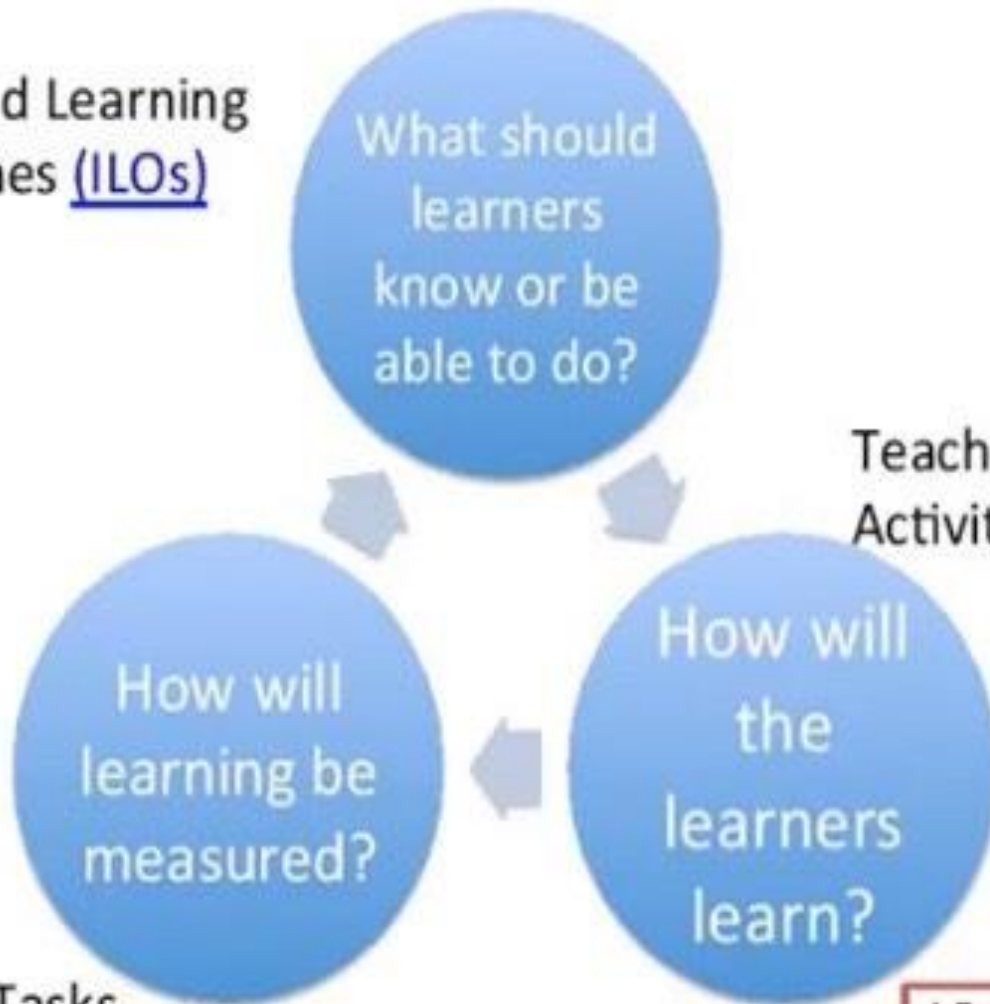 d Learning
nes (ILOs)
What should
learners
know or be
able to do?
Teach
Activit
How will
the
learners
learn?
How will
learning be
measured?
Tasks